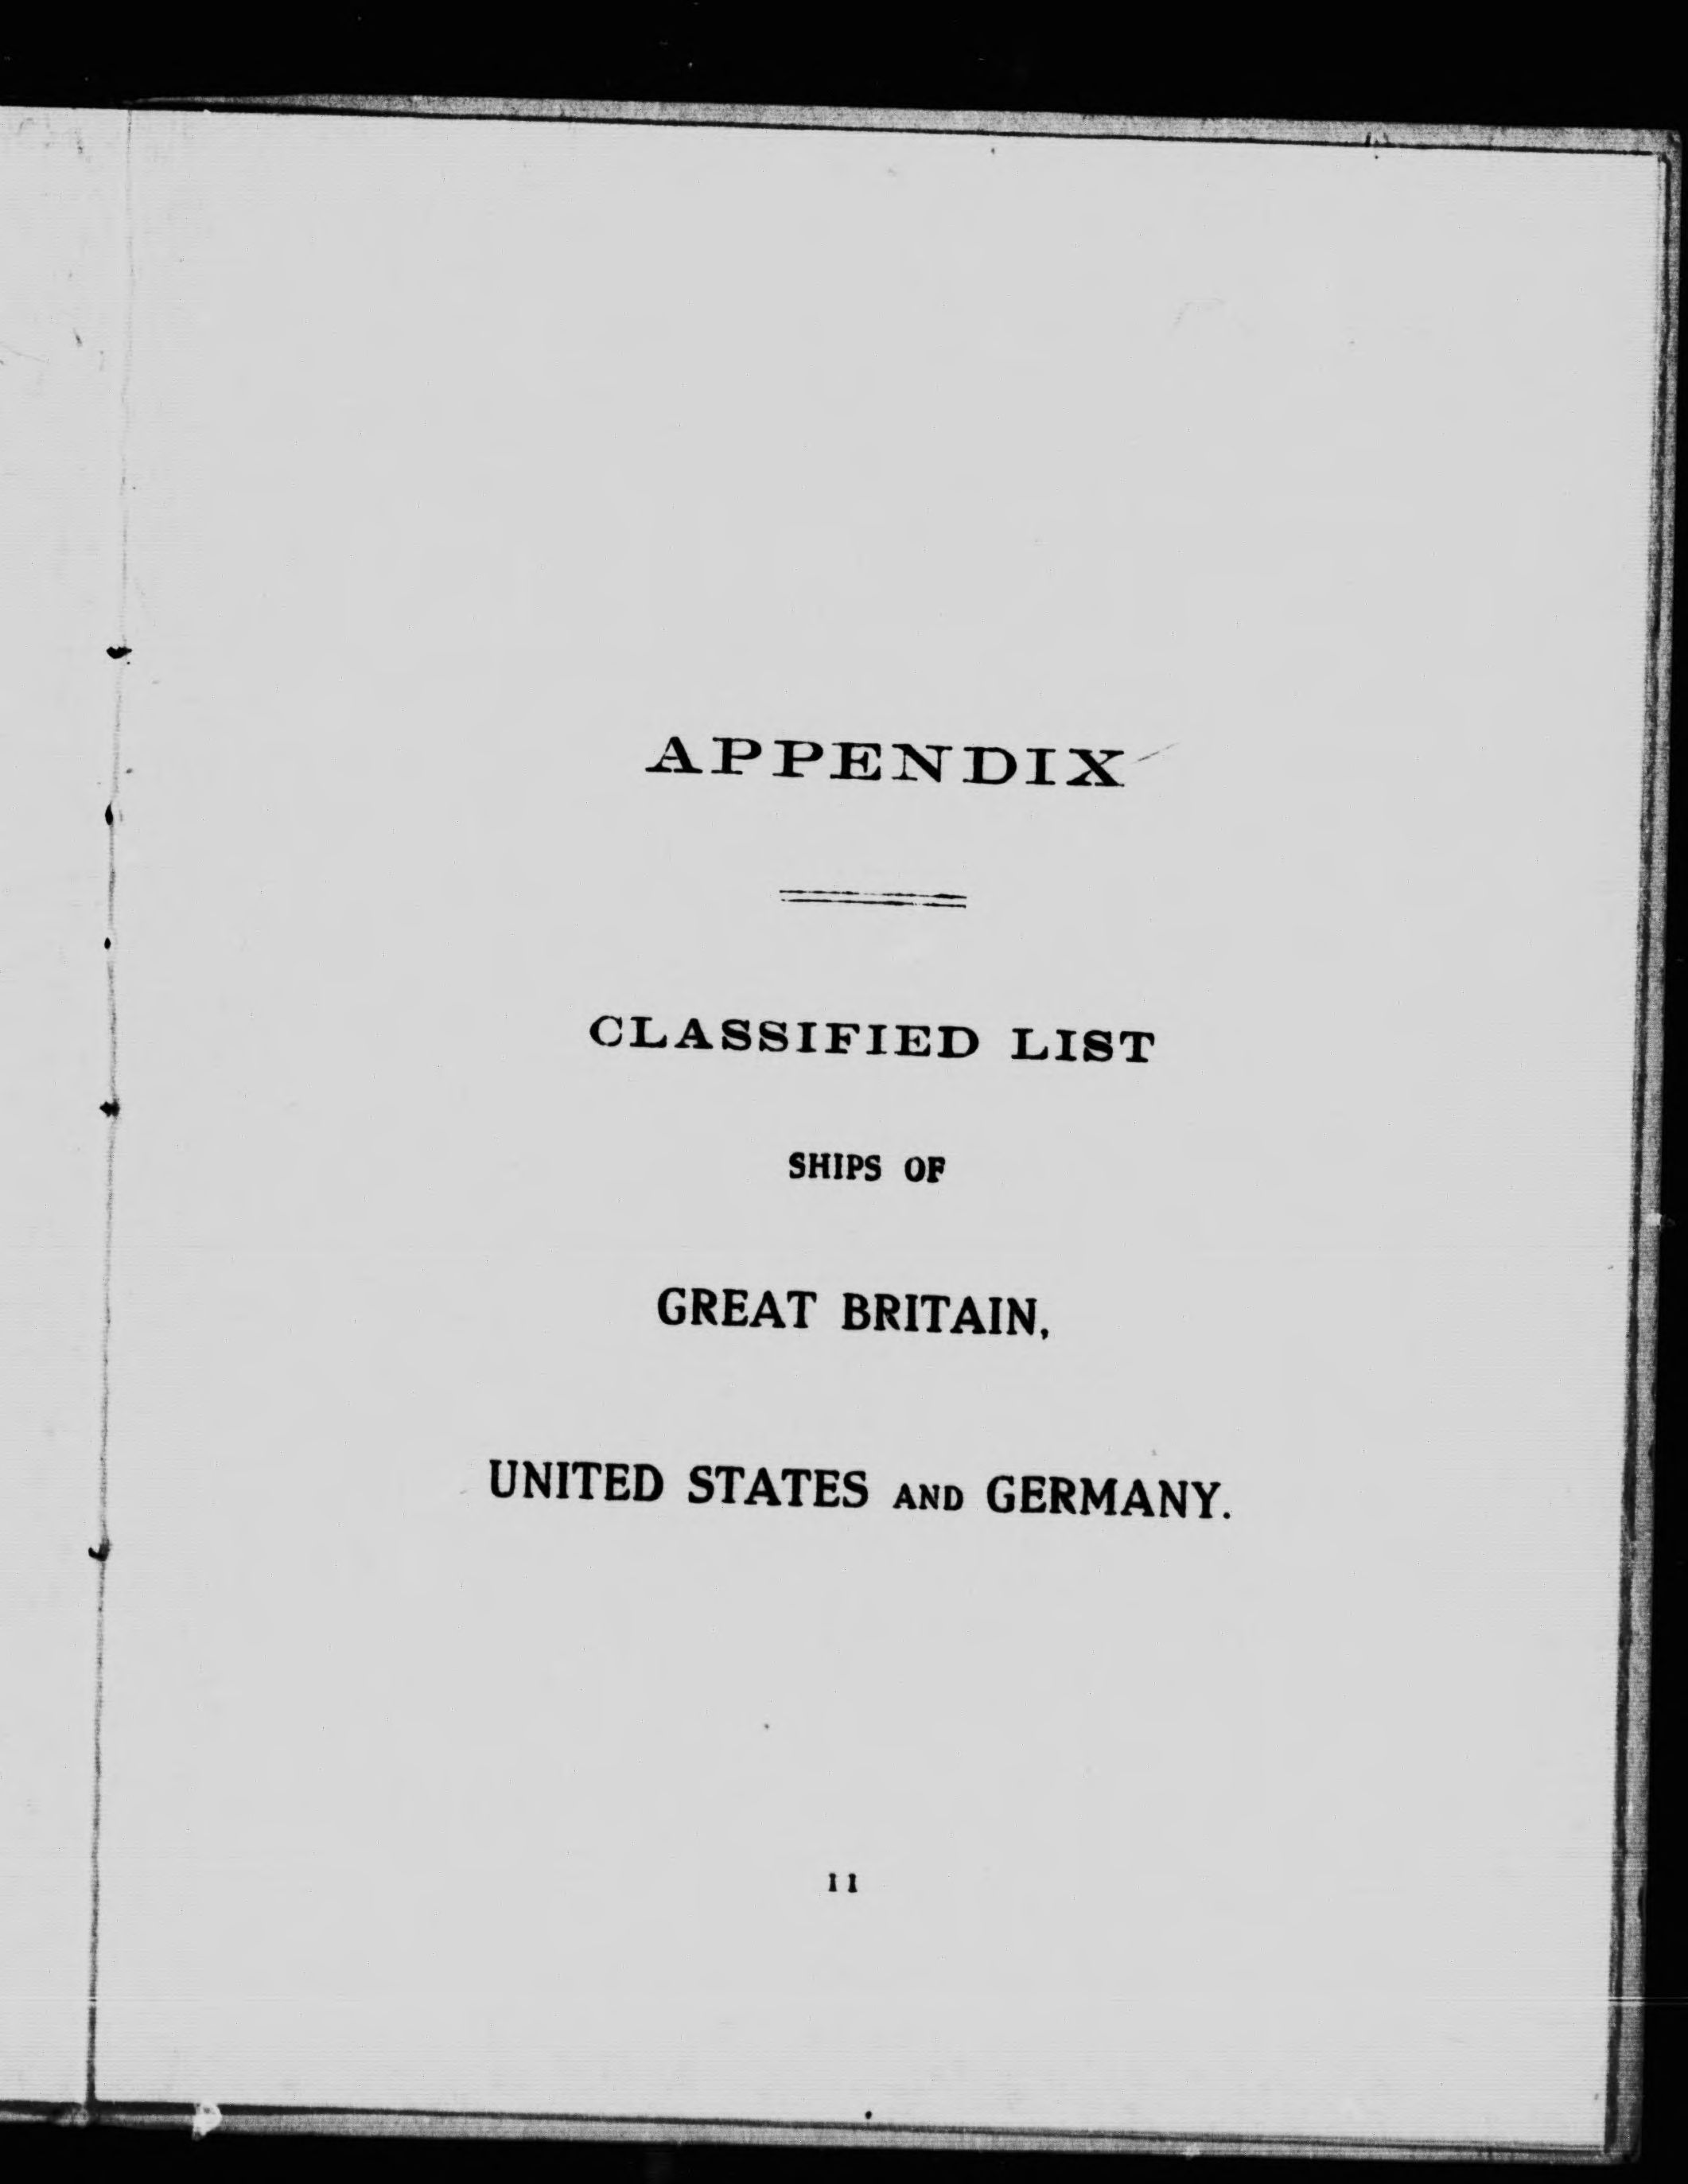 APPENDIX
CLASSIFIED LIST
SHIPS OF
GREAT BRITAIN,
UNITED STATES AND GERMANY.
11